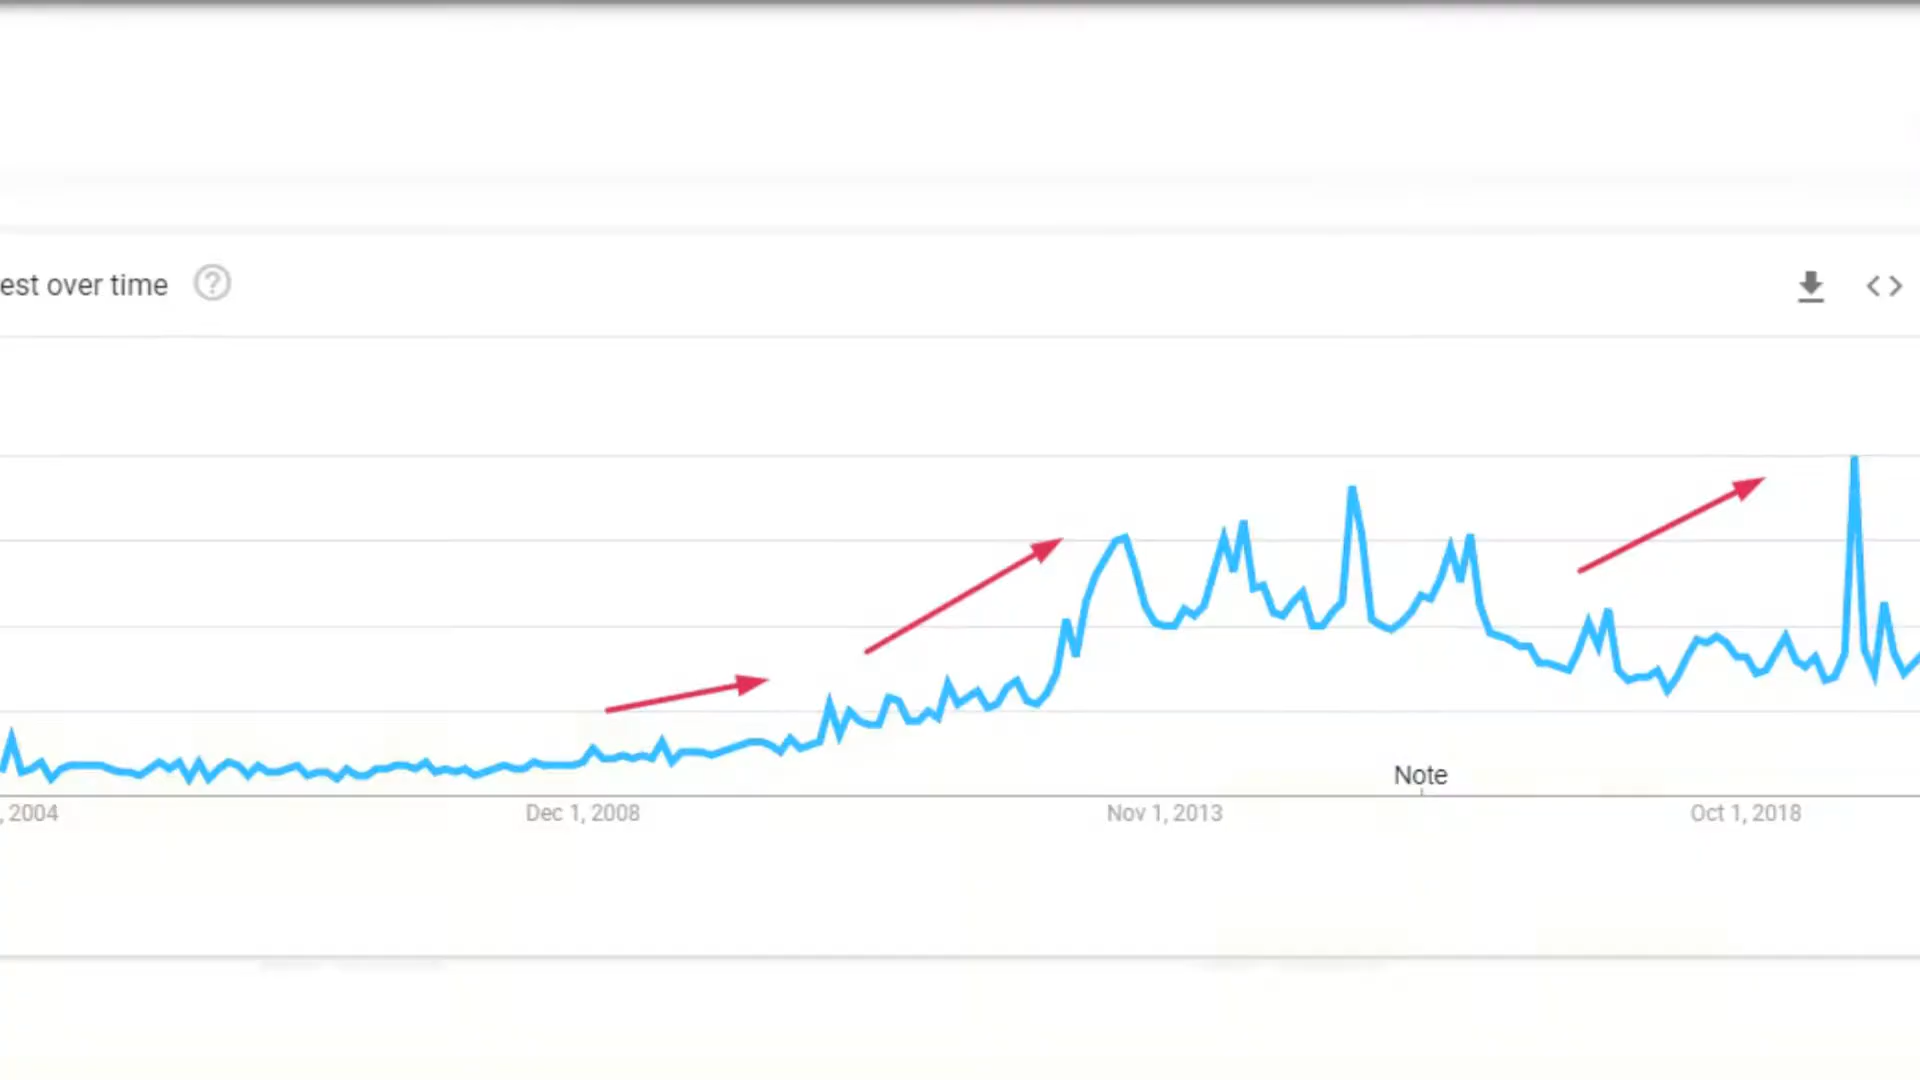 est over time
Note
, 2004
Dec 1, 2008
Nov 1, 2013
Oct 1, 2018